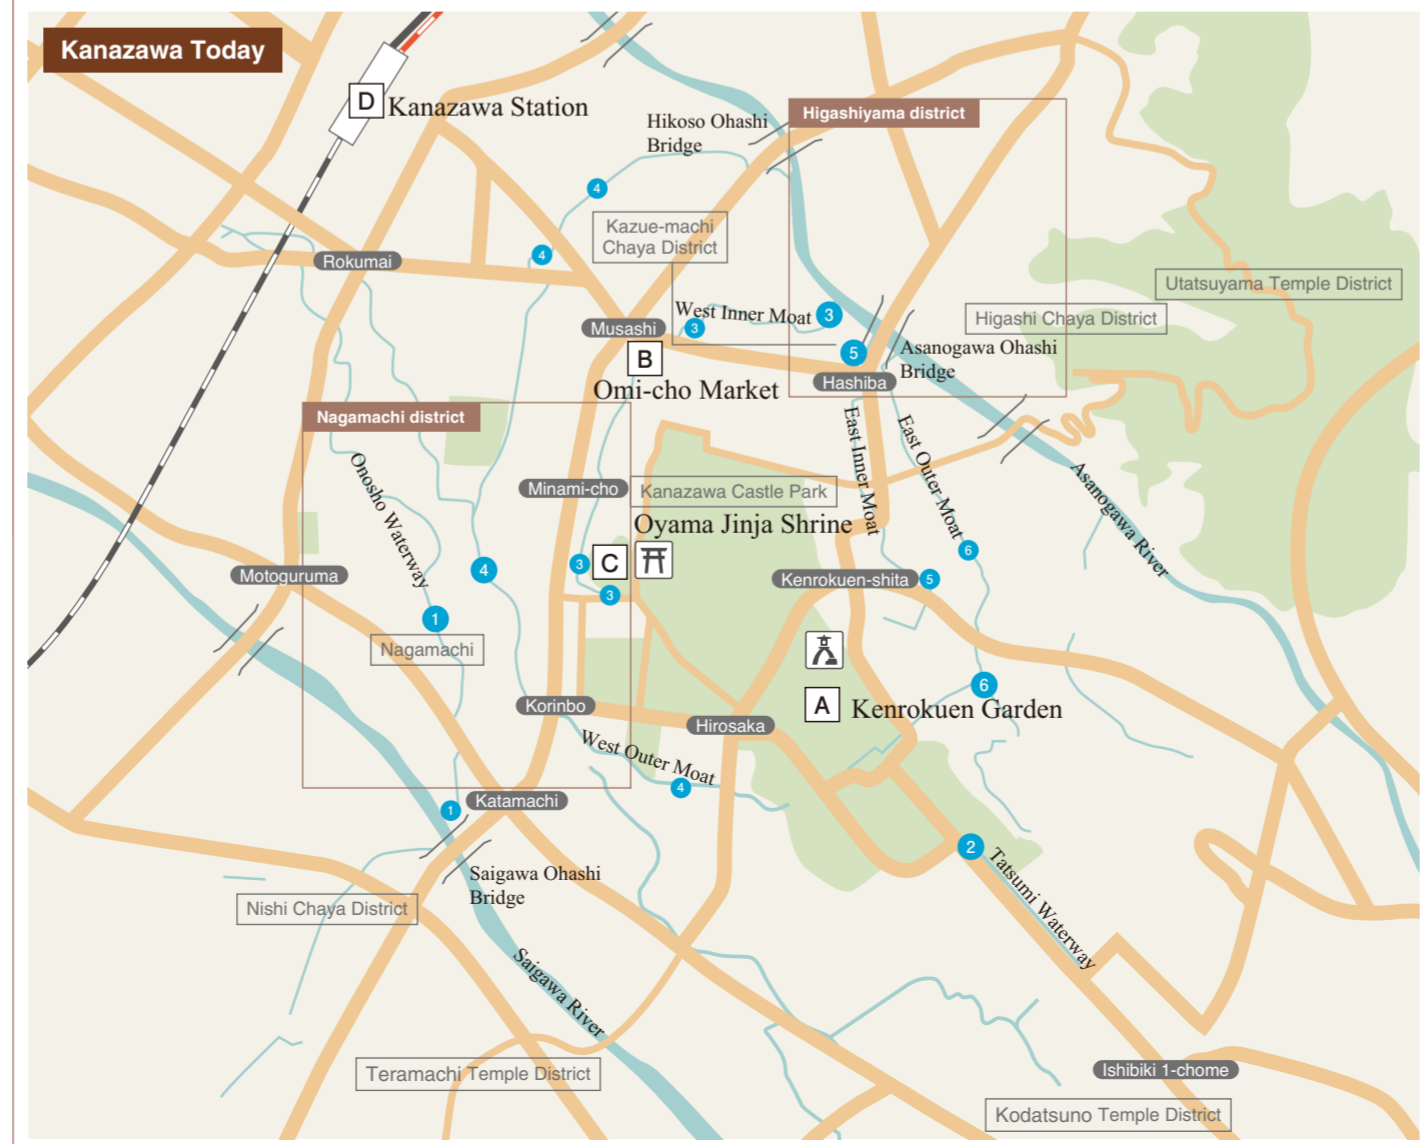 Kanazawa Today
D
Kanazawa Station
Hikoso Ohashi
Bridge
Higashiyama district
4
Kazue-machi
Chaya District
4
Rokumai
Utatsuyama Temple District
Higashi Chaya District
West Inner Moat
3
3
Musashi
B
Omi-cho Market
5
Hashiba
Asanogawa Ohashi
Bridge
Nagamachi district
East Inner Moat
East Outer Moat
Asanogawa River
Onosho Waterway
Minami-cho
Kanazawa Castle Park
Oyama Jinja Shrine
3
C
3
4
Motoguruma
1
Nagamachi
Kenrokuen-shita
5
6
6
A
Kenrokuen Garden
Korinbo
Hirosaka
West Outer Moat
4
Katamachi
1
Saigawa Ohashi
Bridge
2
Tatsumi Waterway
Nishi Chaya District
Saigawa River
Teramachi Temple District
Ishibiki 1-chome
Kodatsuno Temple District